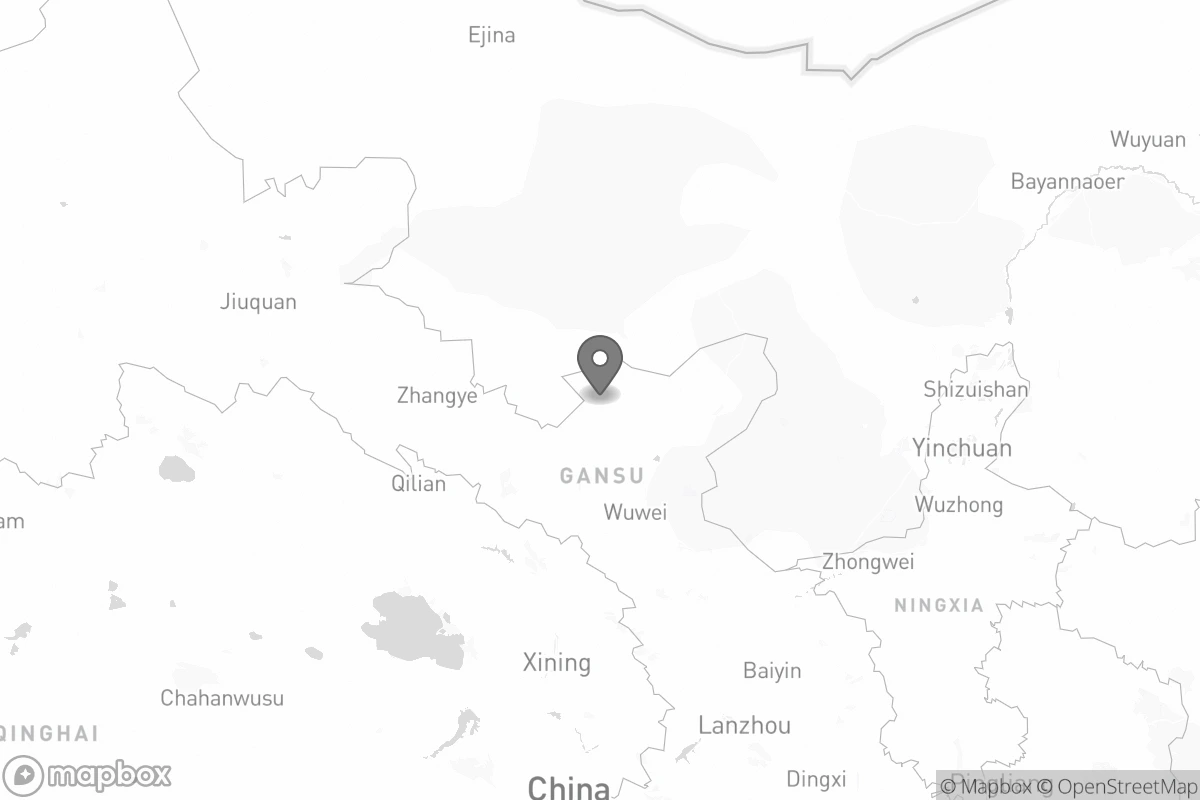 Ejina
Wuyuan
Bayannaoer
Jiuquan
Zhangye
Shizuishan
Yinchuan
GANSU
Qilian
Wuwei
Wuzhong
am
Zhongwei
NINGXIA
Xining
Baiyin
Chahanwusu
Lanzhou
QINGHAI
mapbox
China
Dingxi
Pingliang
© Mapbox © OpenStreetMap